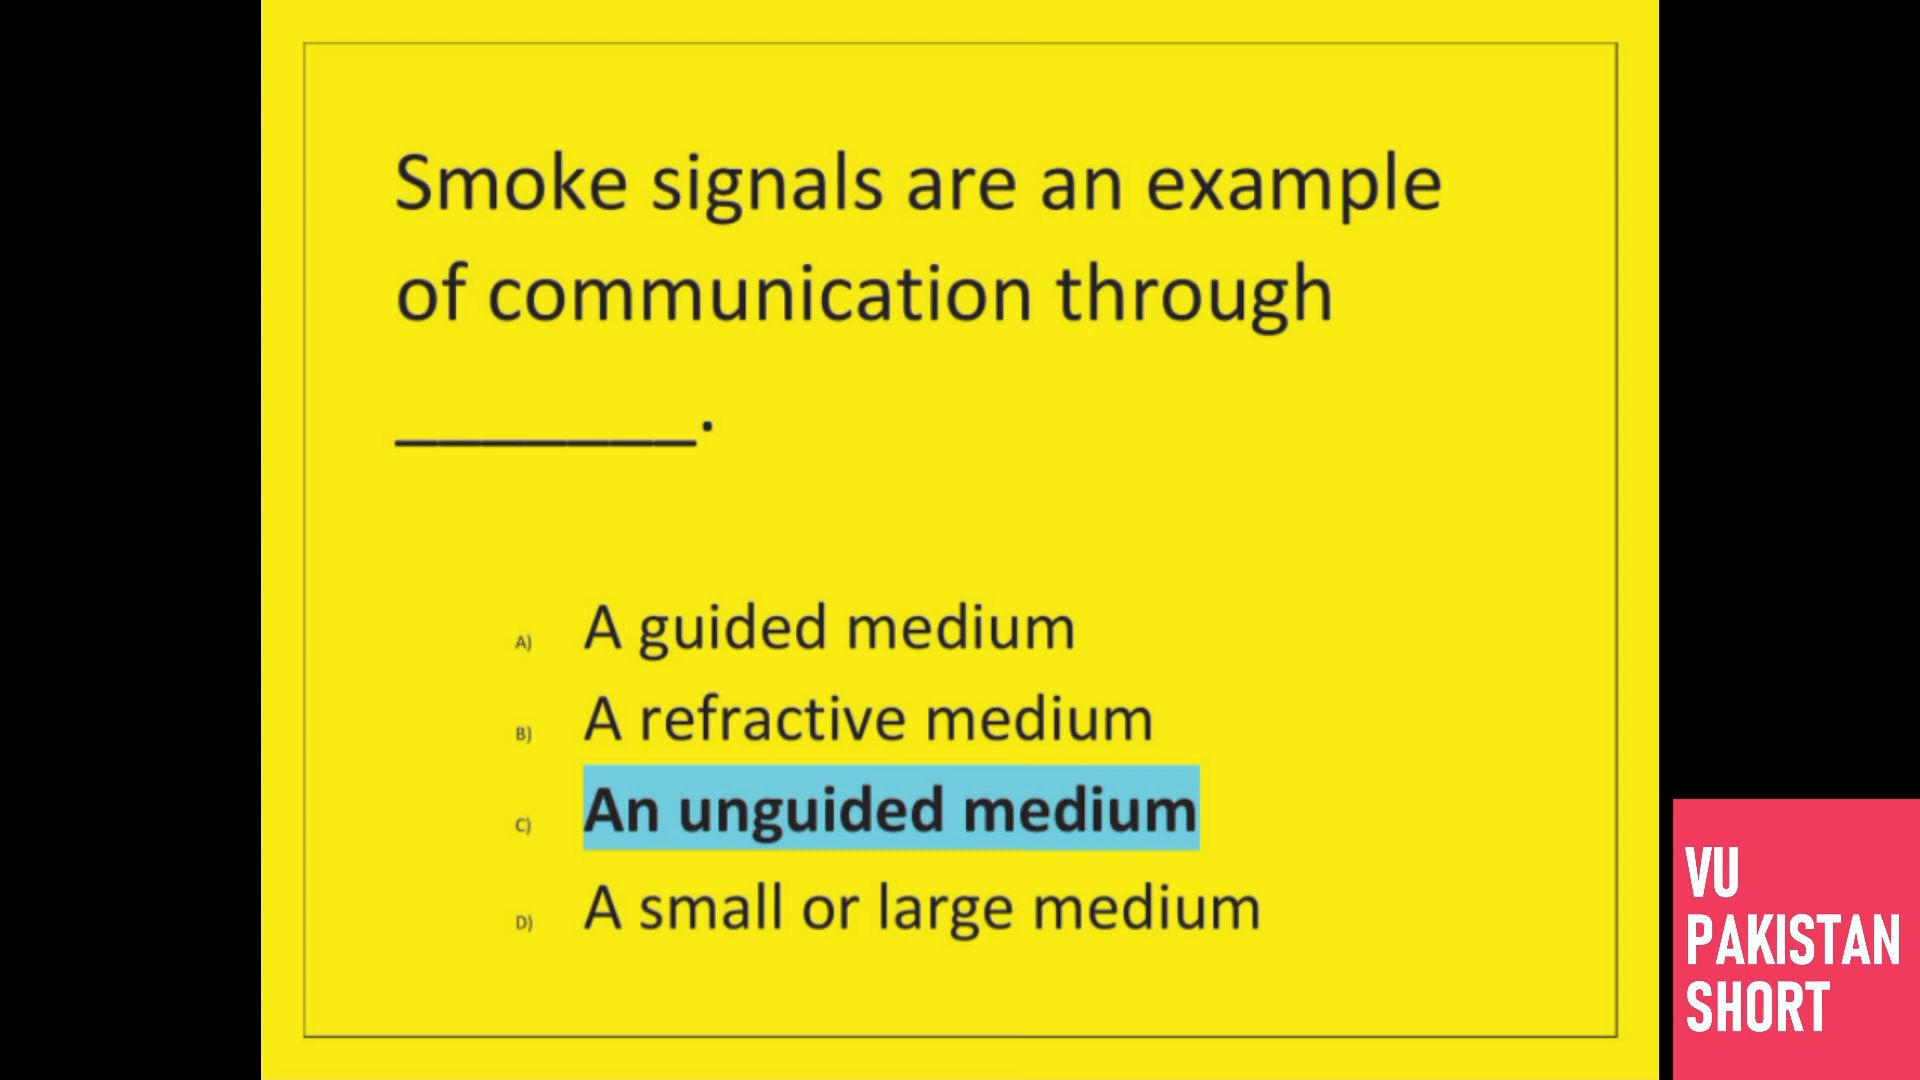 Smoke signals are an example
of communication through
_______.
A) A guided medium
B) A refractive medium
C) An unguided medium
D) A small or large medium
VU
PAKISTAN
SHORT